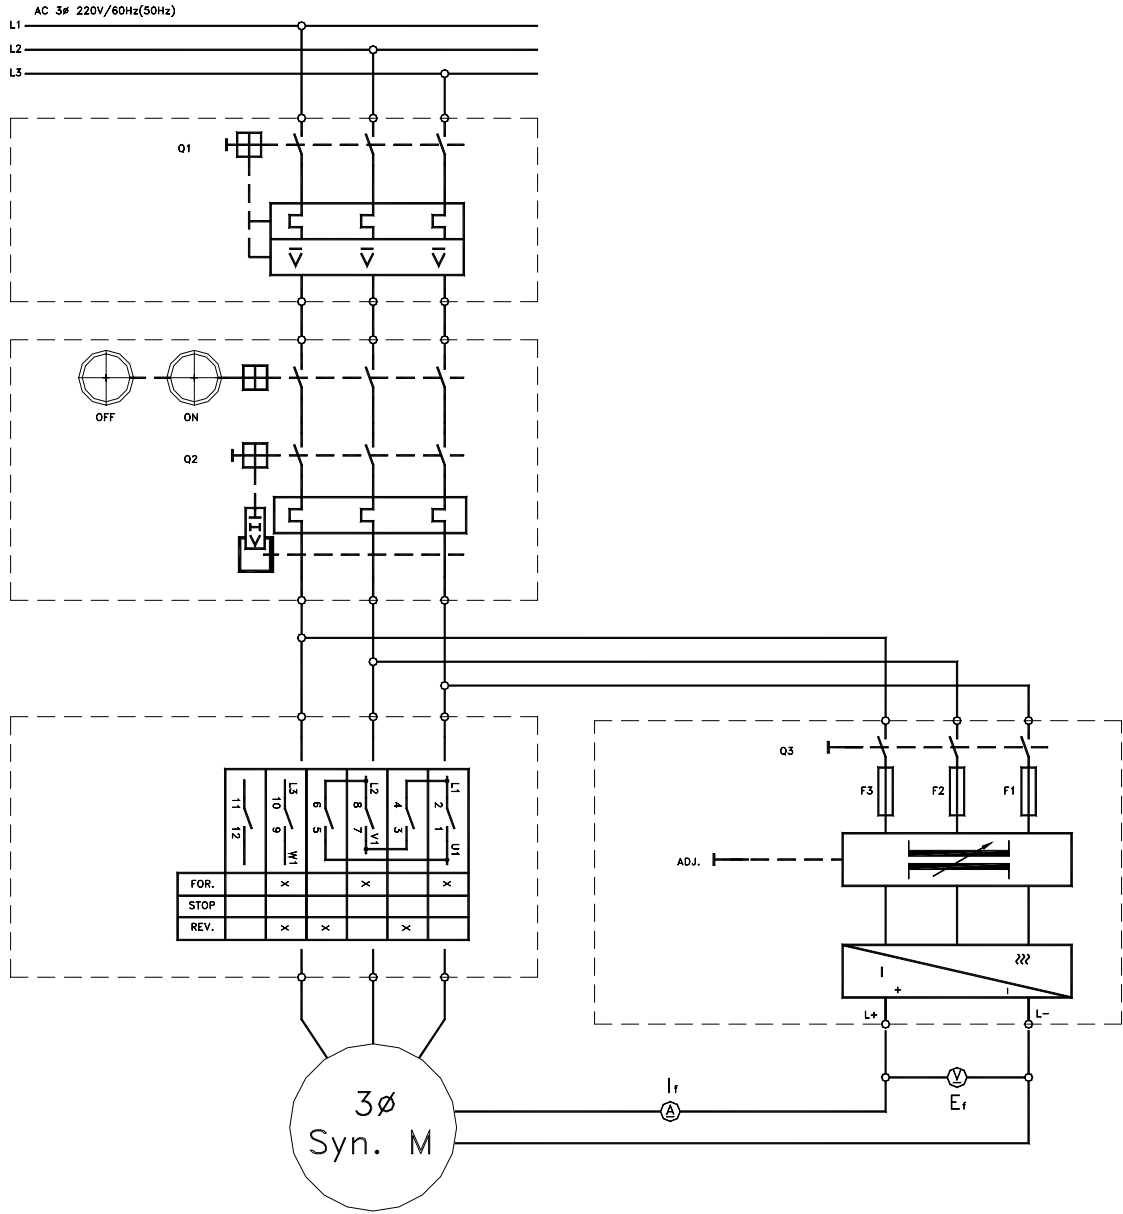 AC 3ø 220V/60Hz(50Hz)
L1
L2
L3
Q1
OFF ON
Q2
Q3
F3 F2 F1
ADJ.
L3 L2 L1
11 10 6 8 4 2
12 9 5 7 3 1
W1 V1 U1
FOR. x x x
STOP
REV. x x x
+ -
L+ L-
3ø
Syn. M
If
A
V
Ef